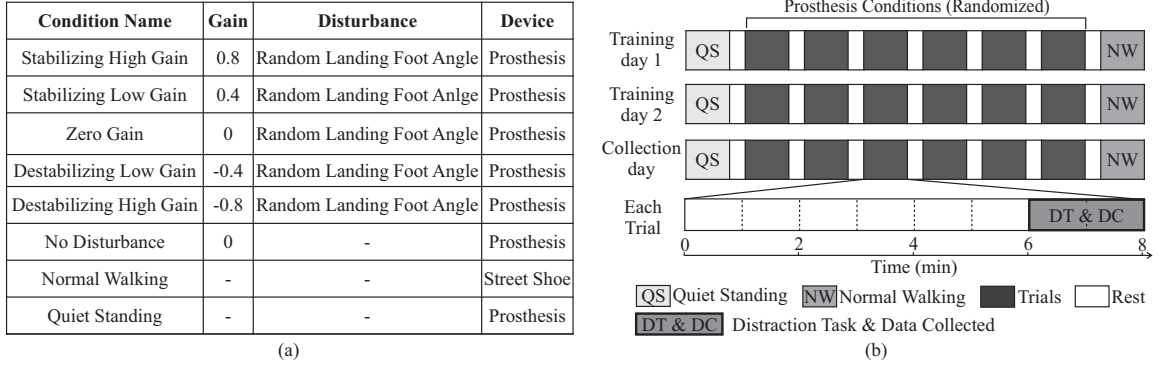 Condition Name Gain Disturbance Device
Stabilizing High Gain 0.8 Random Landing Foot Angle Prosthesis
Stabilizing Low Gain 0.4 Random Landing Foot Anlge Prosthesis
Zero Gain 0 Random Landing Foot Angle Prosthesis
Destabilizing Low Gain -0.4 Random Landing Foot Angle Prosthesis
Destabilizing High Gain -0.8 Random Landing Foot Angle Prosthesis
No Disturbance 0 - Prosthesis
Normal Walking - - Street Shoe
Quiet Standing - - Prosthesis
(a)
Prosthesis Conditions (Randomized)
Training
day 1
QS NW
Training
day 2
QS NW
Collection
day
QS NW
Each
Trial
DT & DC
0 2 4 6 8
Time (min)
QS Quiet Standing NW Normal Walking Trials Rest
DT & DC Distraction Task & Data Collected
(b)